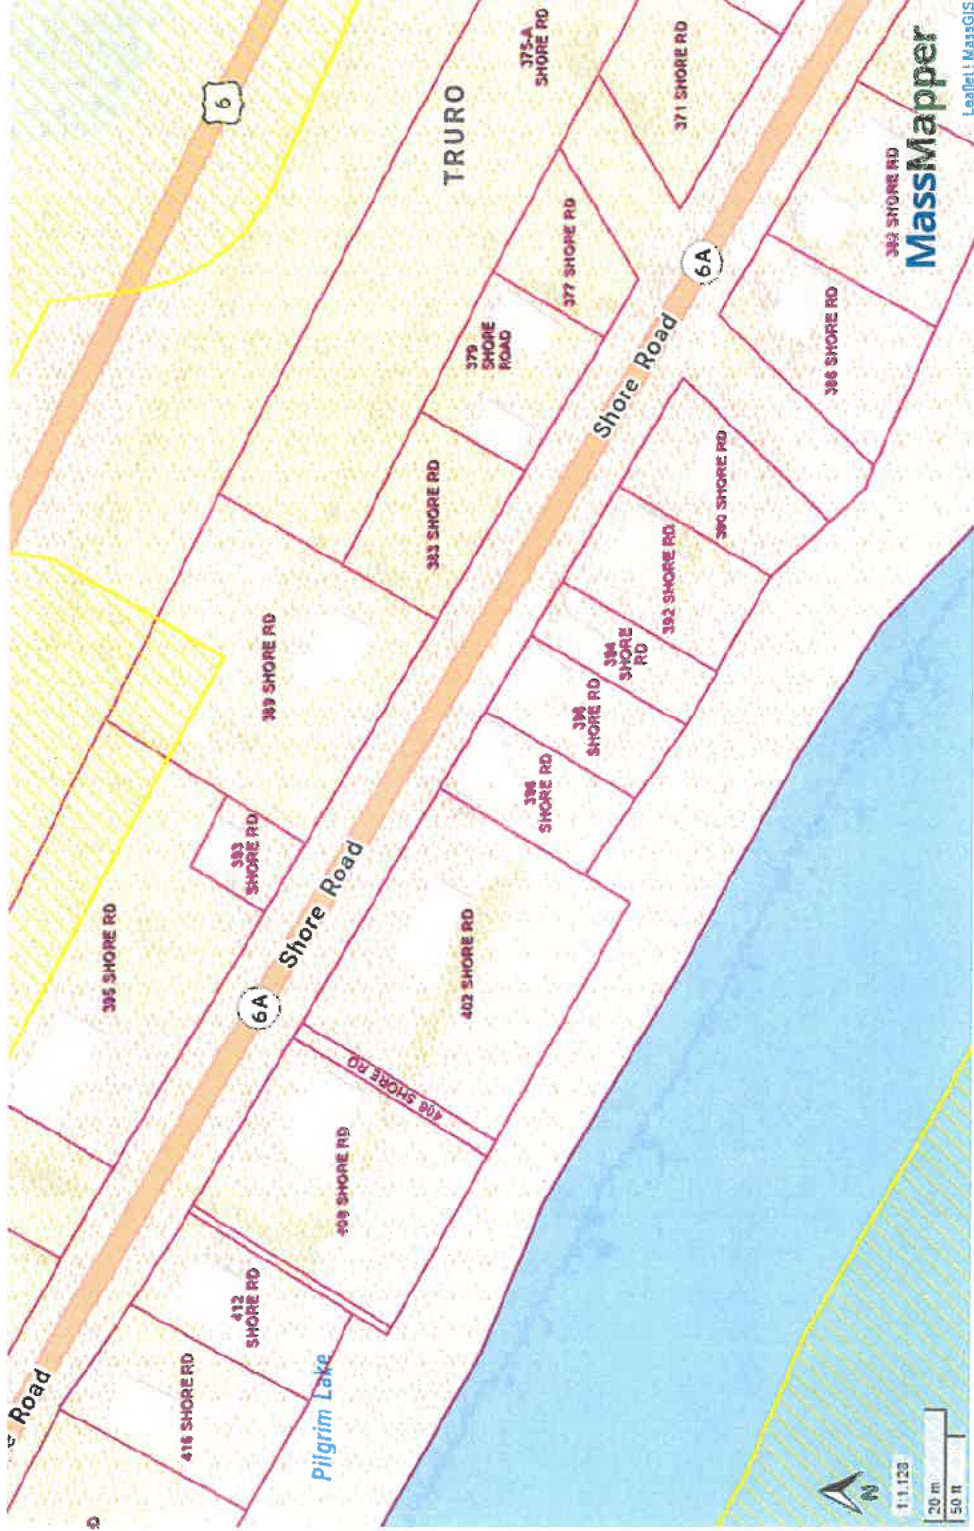 Road
395 SHORE RD
416 SHORE RD
6
412
SHORE RD
393
SHORE RD
389 SHORE RD
6A
Shore Road
Pilgrim Lake
408 SHORE RD
406 SHORE RD
383 SHORE RD
TRURO
402 SHORE RD
379
SHORE
ROAD
375-A
SHORE RD
SHORE RD
377 SHORE RD
SHORE RD
394
SHORE
RD
Shore Road
392 SHORE RD
371 SHORE RD
6A
390 SHORE RD
SHORE RD
382 SHORE RD
N
1:1,128
20 m
50 ft
MassMapper
Leaflet | MassGIS